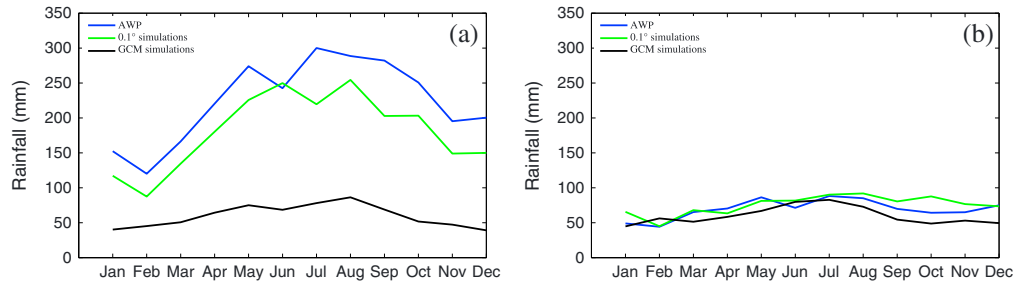 350
300
250
200
150
100
50
0
Rainfall (mm)
AWP
0.1° simulations
GCM simulations
(a)
Jan Feb Mar Apr May Jun Jul Aug Sep Oct Nov Dec
350
300
250
200
150
100
50
0
Rainfall (mm)
AWP
0.1° simulations
GCM simulations
(b)
Jan Feb Mar Apr May Jun Jul Aug Sep Oct Nov Dec